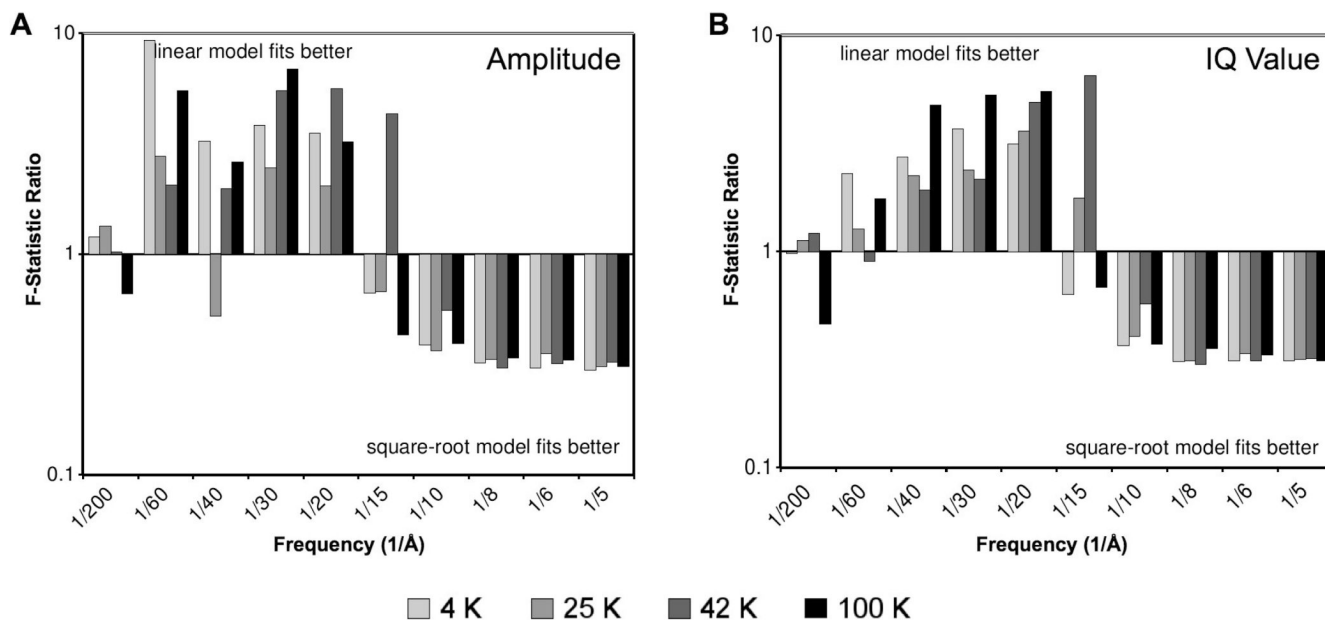 A
10
linear model fits better
Amplitude
F-Statistic Ratio
1
square-root model fits better
0.1
1/200
1/60
1/40
1/30
1/20
1/15
1/10
1/8
1/6
1/5
Frequency (1/Å)
B
10
linear model fits better
IQ Value
F-Statistic Ratio
1
square-root model fits better
0.1
1/200
1/60
1/40
1/30
1/20
1/15
1/10
1/8
1/6
1/5
Frequency (1/Å)
4 K 25 K 42 K 100 K